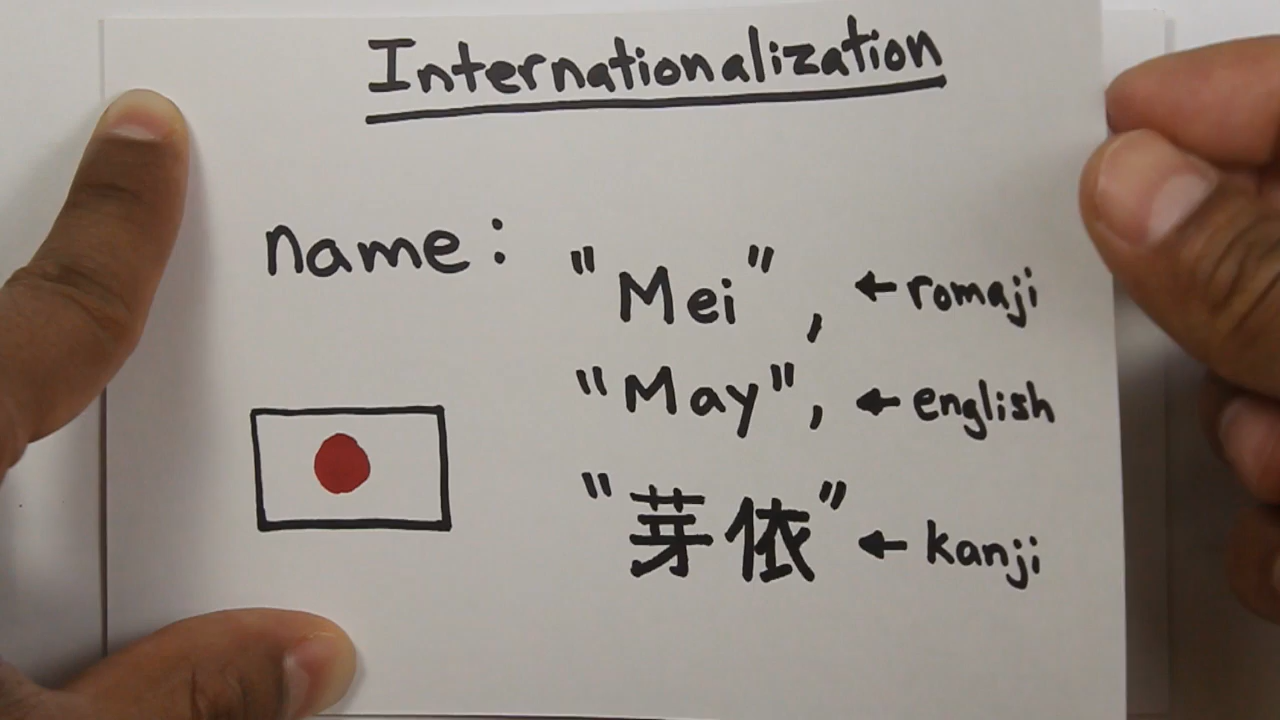 Internationalization
name: "Mei", ← romaji
"May", ← english
"芽依" ← kanji